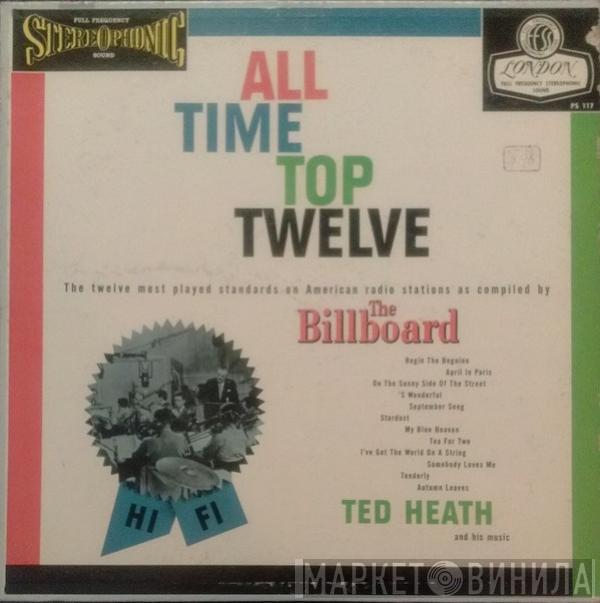 FULL FREQUENCY
STEREOPHONIC
SOUND
ffss
LONDON
FULL FREQUENCY STEREOPHONIC
SOUND
PS 117
ALL
TIME
TOP
TWELVE
The twelve most played standards on American radio stations as compiled by
The
Billboard
Begin The Beguine
April In Paris
On The Sunny Side Of The Street
'S Wonderful
September Song
Stardust
My Blue Heaven
Tea For Two
I've Got The World On A String
Somebody Loves Me
Tenderly
Autumn Leaves
HI FI
TED HEATH
and his music
МАРКЕТ ВИНИЛА